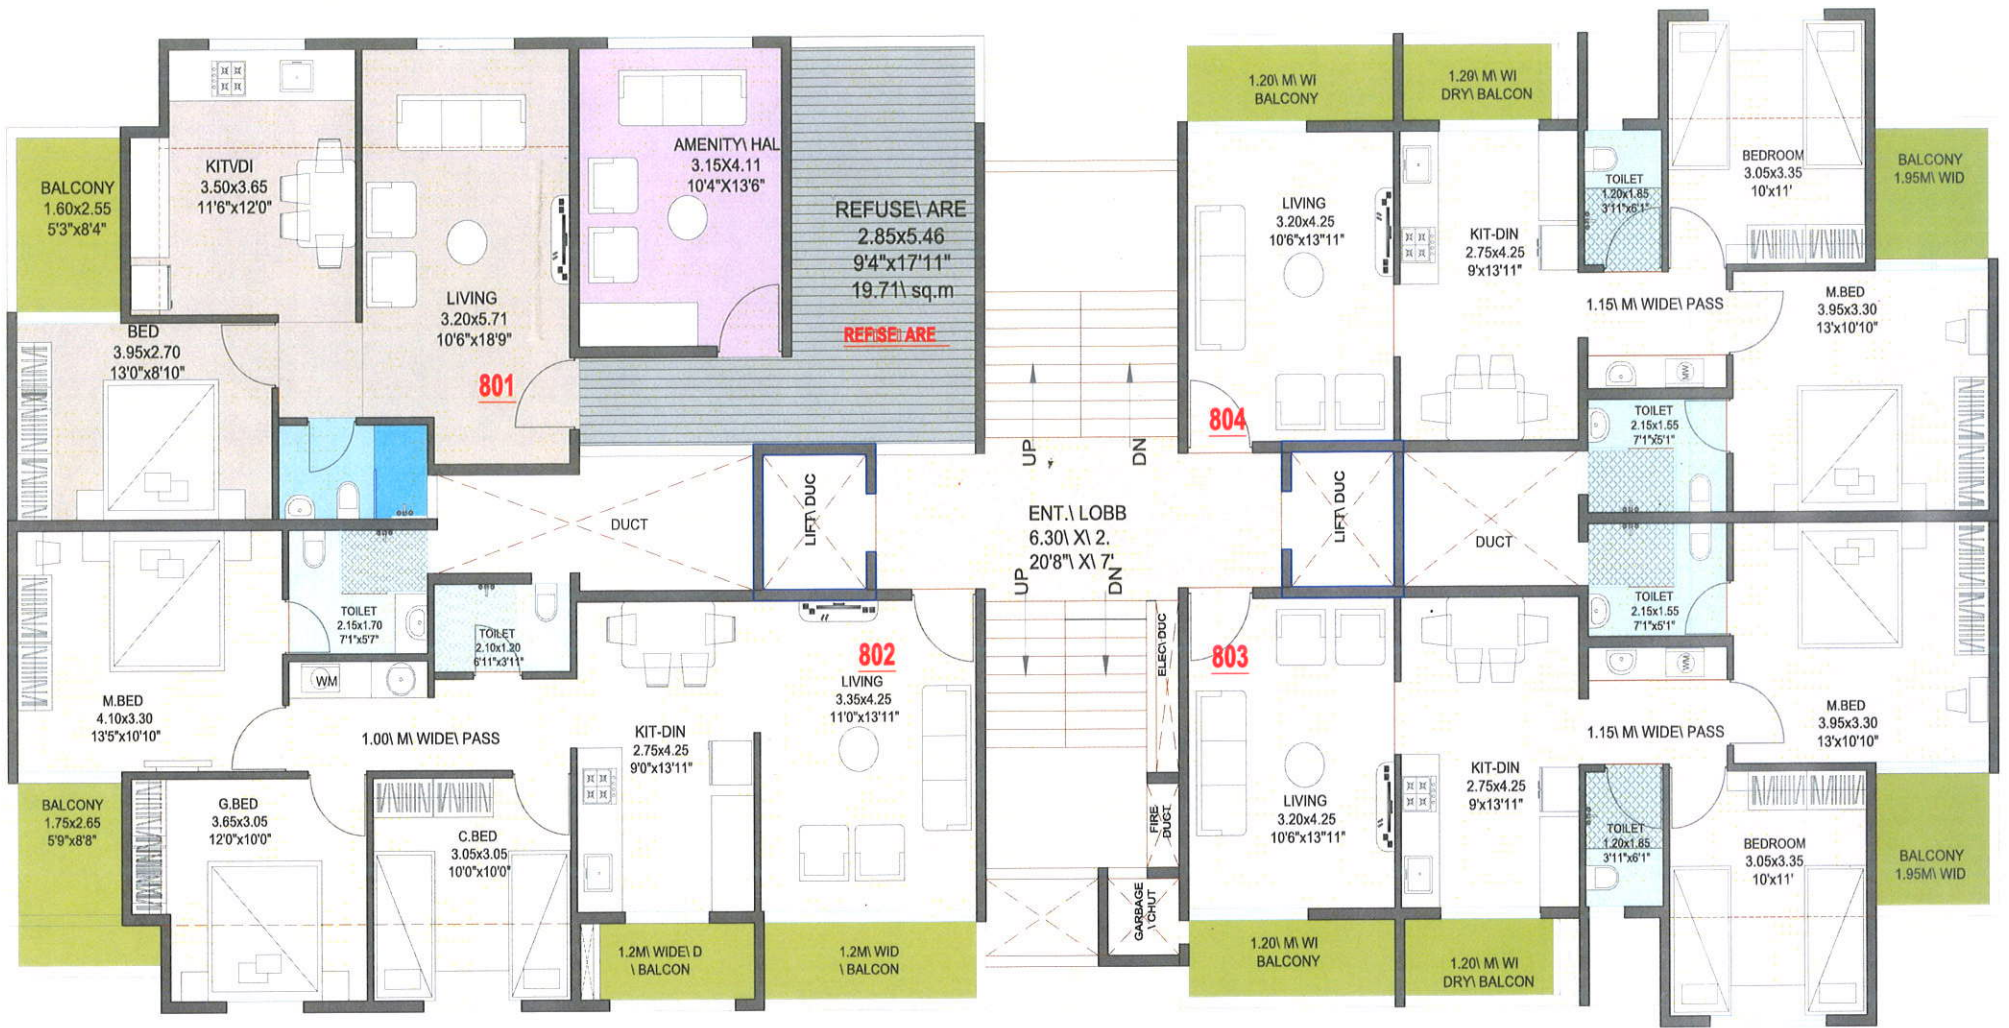 KIT\/DI
3.50x3.65
11'6"x12'0"
BALCONY
1.60x2.55
5'3"x8'4"
LIVING
3.20x5.71
10'6"x18'9"
801
BED
3.95x2.70
13'0"x8'10"
AMENITY\ HAL
3.15X4.11
10'4"X13'6"
REFUSE\ ARE
2.85x5.46
9'4"x17'11"
19.71\ sq.m
UP
DN
1.20\ M\ WI
BALCONY
1.20\ M\ WI
DRY\ BALCON
LIVING
3.20x4.25
10'6"x13'11"
804
KIT-DIN
2.75x4.25
9'x13'11"
TOILET
1.20x1.85
3'11"x6'1"
BEDROOM
3.05x3.35
10'x11'
BALCONY
1.95M\ WID
1.15\ M\ WIDE\ PASS
M.BED
3.95x3.30
13'x10'10"
TOILET
2.15x1.55
7'1"x5'1"
DUCT
LIFT\ DUC
ENT.\ LOBB
6.30\ X\ 2.
20'8"\ X\ 7'
UP
DN
LIFT\ DUC
DUCT
TOILET
2.15x1.70
7'1"x5'7"
TOILET
2.10x1.20
6'11"x3'11"
WM
M.BED
4.10x3.30
13'5"x10'10"
1.00\ M\ WIDE\ PASS
KIT-DIN
2.75x4.25
9'0"x13'11"
802
LIVING
3.35x4.25
11'0"x13'11"
BALCONY
1.75x2.65
5'9"x8'8"
G.BED
3.65x3.05
12'0"x10'0"
C.BED
3.05x3.05
10'0"x10'0"
1.2M\ WIDE\ D
\ BALCON
1.2M\ WID
\ BALCON
ELEC\ DUC
FIRE
DUCT
GARBAGE
\ CHUT
803
LIVING
3.20x4.25
10'6"x13'11"
KIT-DIN
2.75x4.25
9'x13'11"
TOILET
2.15x1.55
7'1"x5'1"
WM
1.15\ M\ WIDE\ PASS
M.BED
3.95x3.30
13'x10'10"
TOILET
1.20x1.85
3'11"x6'1"
BEDROOM
3.05x3.35
10'x11'
BALCONY
1.95M\ WID
1.20\ M\ WI
BALCONY
1.20\ M\ WI
DRY\ BALCON